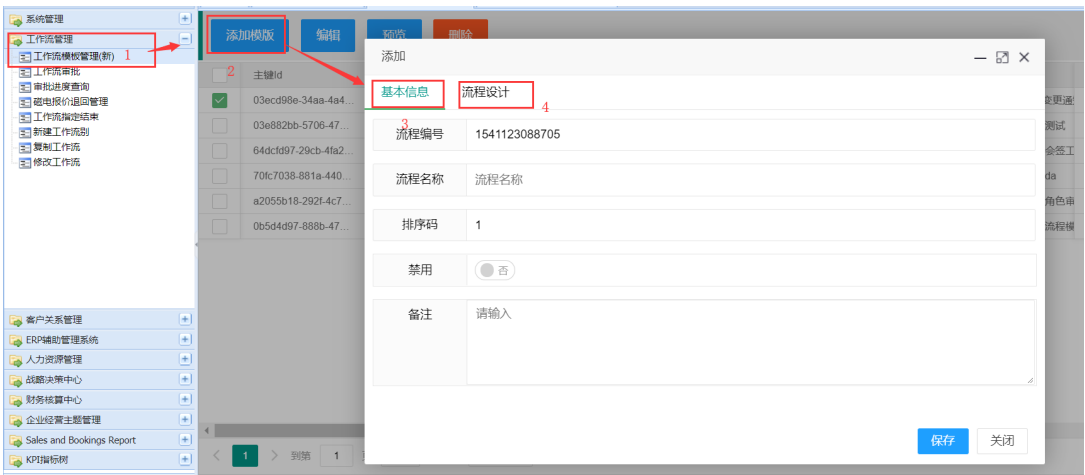 系统管理
工作流管理
工作流模板管理(新) 1
工作流审批
审批进度查询
磁电报价退回管理
工作流指定结束
新建工作流别
复制工作流
修改工作流
客户关系管理
ERP辅助管理系统
人力资源管理
战略决策中心
财务核算中心
企业经营主题管理
Sales and Bookings Report
KPI指标树
添加模版 编辑 预览 删除
2 主键Id
03ecd98e-34aa-4a4...
03e882bb-5706-47...
64dcfd97-29cb-4fa2...
70fc7038-881a-440...
a2055b18-292f-4c7...
0b5d4d97-888b-47...
1 到第 1
添加
基本信息 流程设计
3 4
流程编号 1541123088705
流程名称 流程名称
排序码 1
禁用 否
备注 请输入
保存 关闭
变更通
测试
会签工
da
角色审
流程模